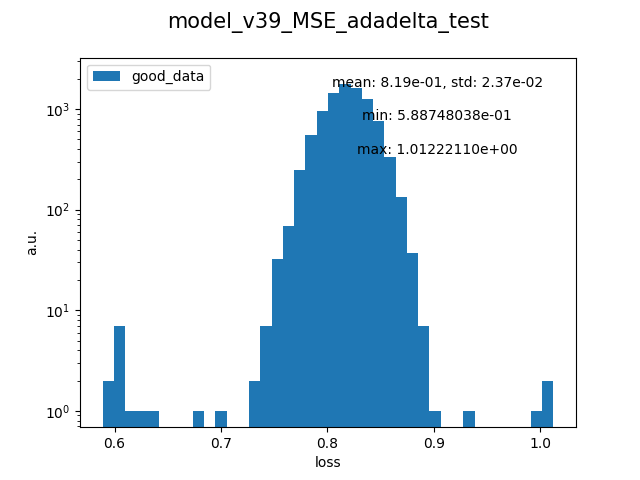 model_v39_MSE_adadelta_test
good_data
mean: 8.19e-01, std: 2.37e-02
min: 5.88748038e-01
max: 1.01222110e+00
a.u.
10³
10²
10¹
10⁰
0.6 0.7 0.8 0.9 1.0
loss